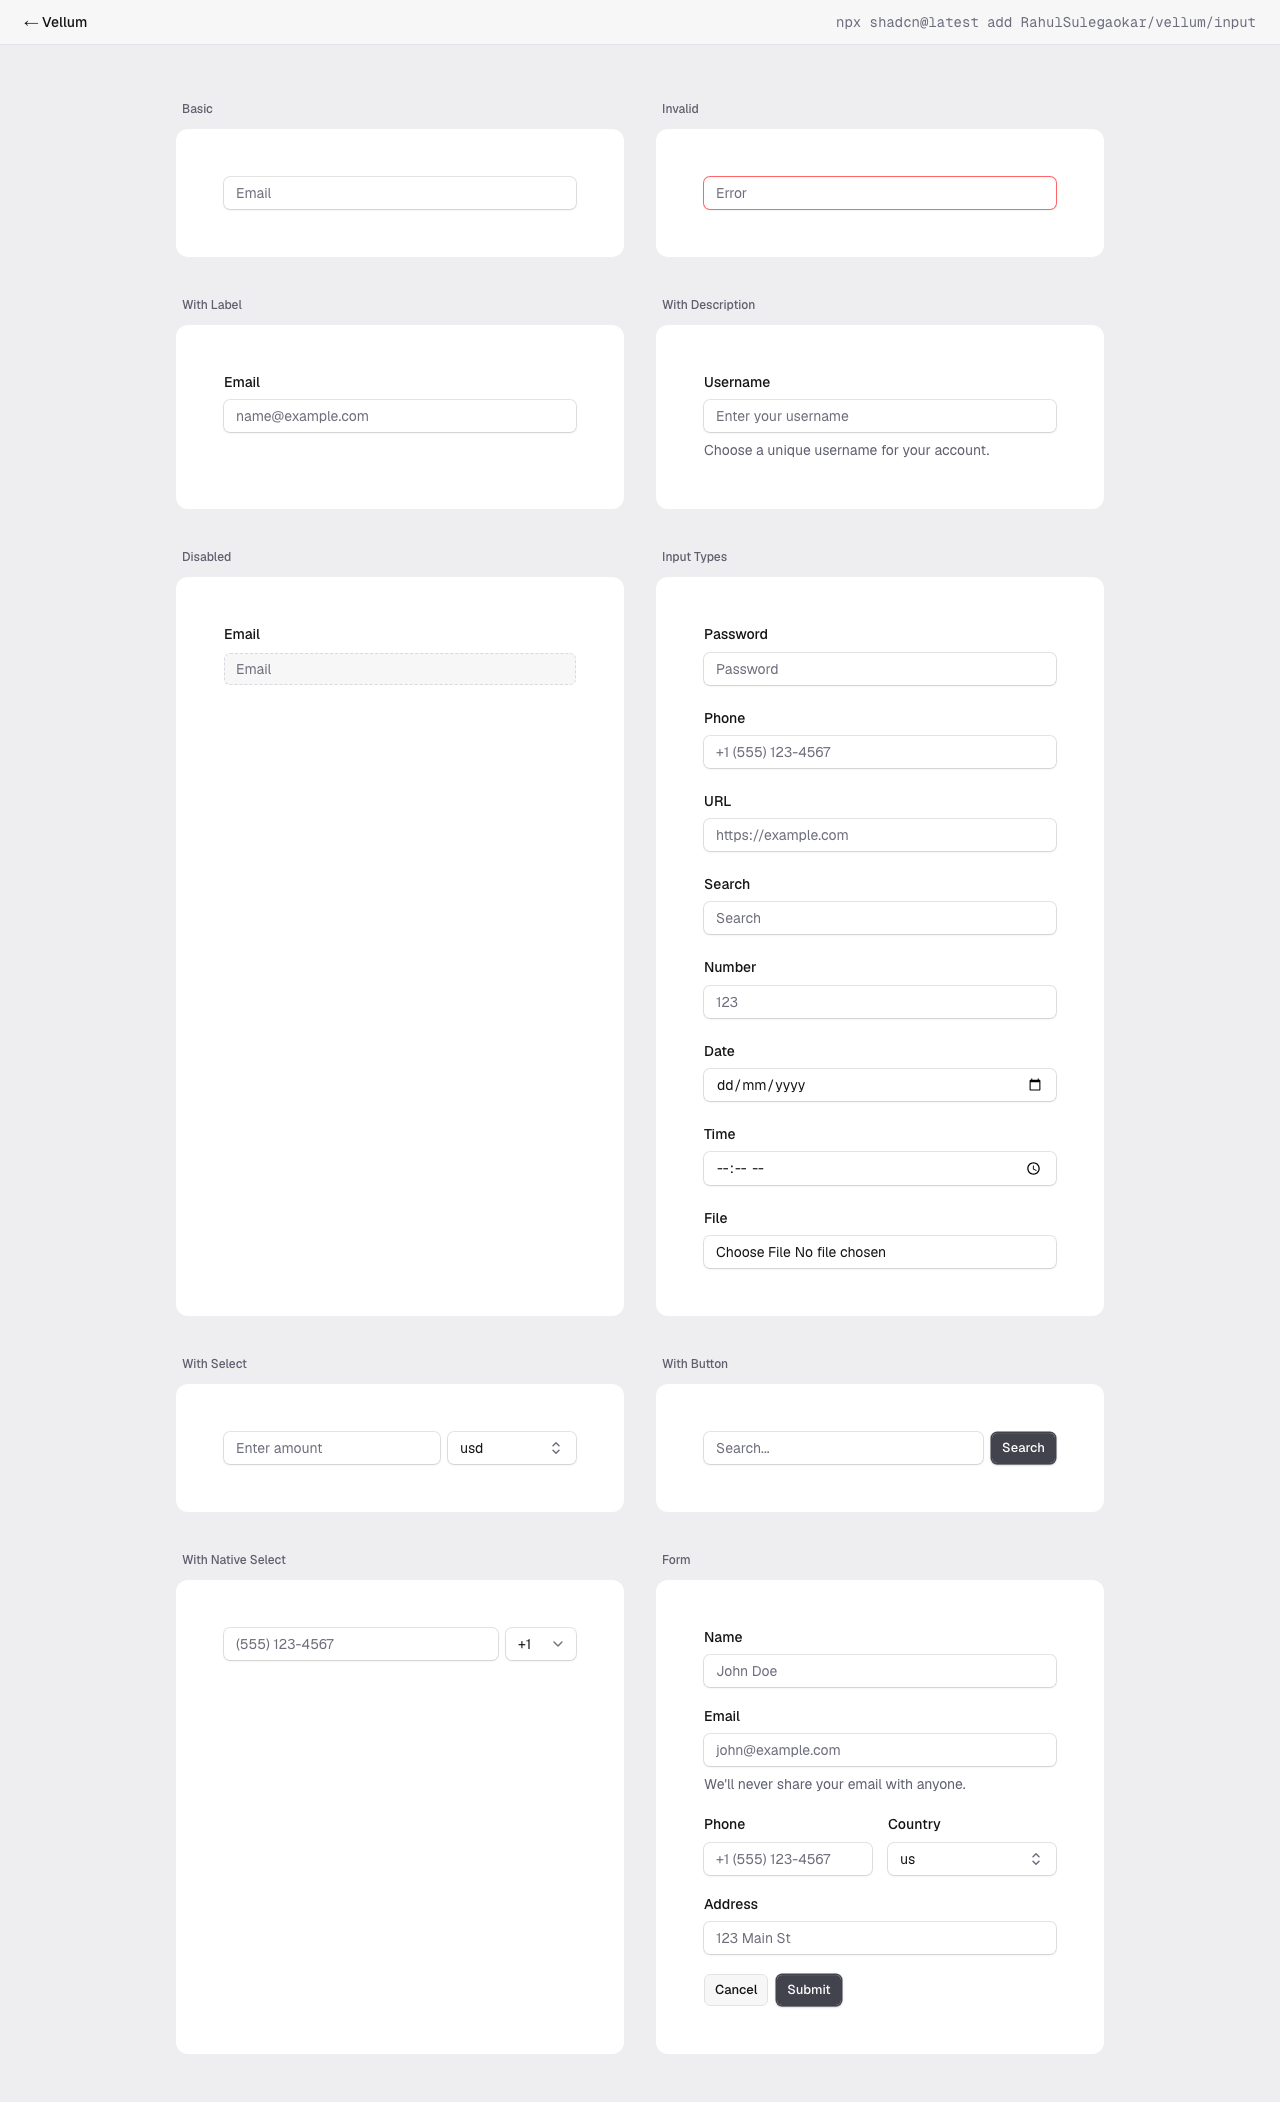 ← Vellum
npx shadcn@latest add RahulSulegaokar/vellum/input
Basic
Email
Invalid
Error
With Label
Email
name@example.com
With Description
Username
Enter your username
Choose a unique username for your account.
Disabled
Email
Email
Input Types
Password
Password
Phone
+1 (555) 123-4567
URL
https://example.com
Search
Search
Number
123
Date
dd/mm/yyyy
Time
--:-- --
File
Choose File No file chosen
With Select
Enter amount
usd
With Button
Search...
Search
With Native Select
(555) 123-4567
+1
Form
Name
John Doe
Email
john@example.com
We'll never share your email with anyone.
Phone
Country
+1 (555) 123-4567
us
Address
123 Main St
Cancel
Submit